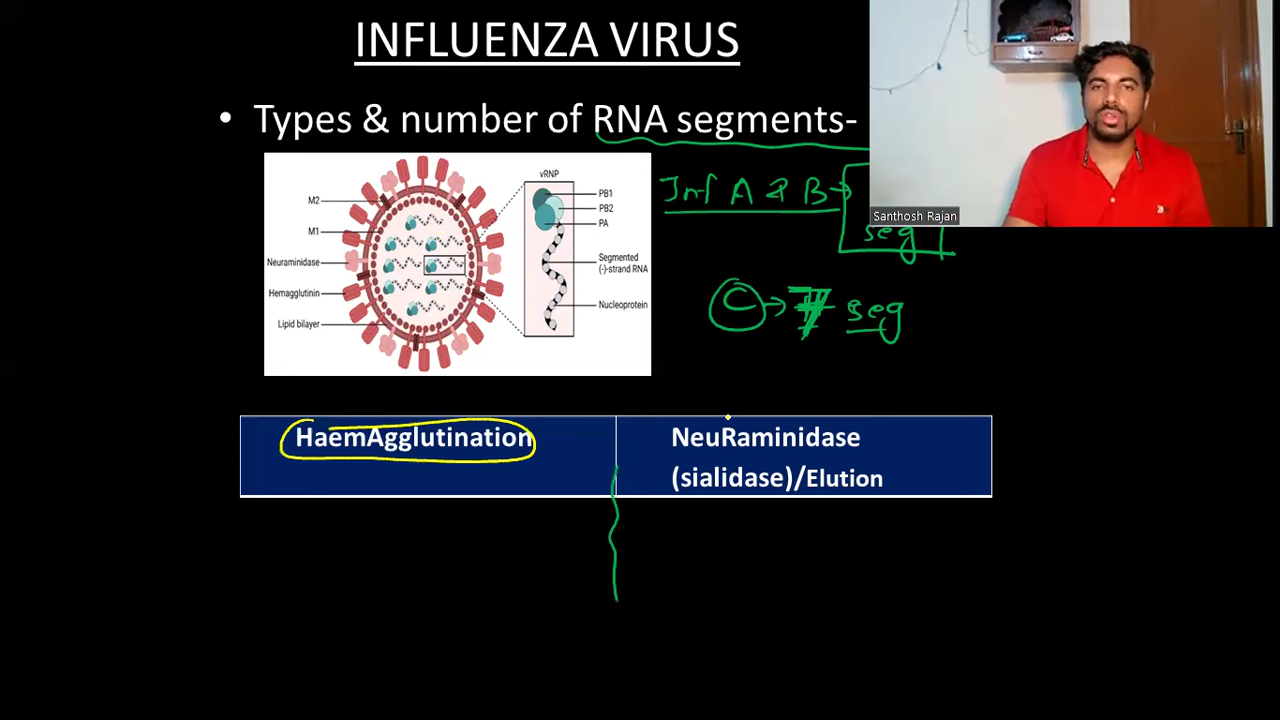 INFLUENZA VIRUS
• Types & number of RNA segments-
vRNP
M2
M1
Neuraminidase
Hemagglutinin
Lipid bilayer
PB1
PB2
PA
Segmented
(-)-strand RNA
Nucleoprotein
Inf A & B →
seg
C → 7 seg
Santhosh Rajan
HaemAgglutination
NeuRaminidase
(sialidase)/Elution